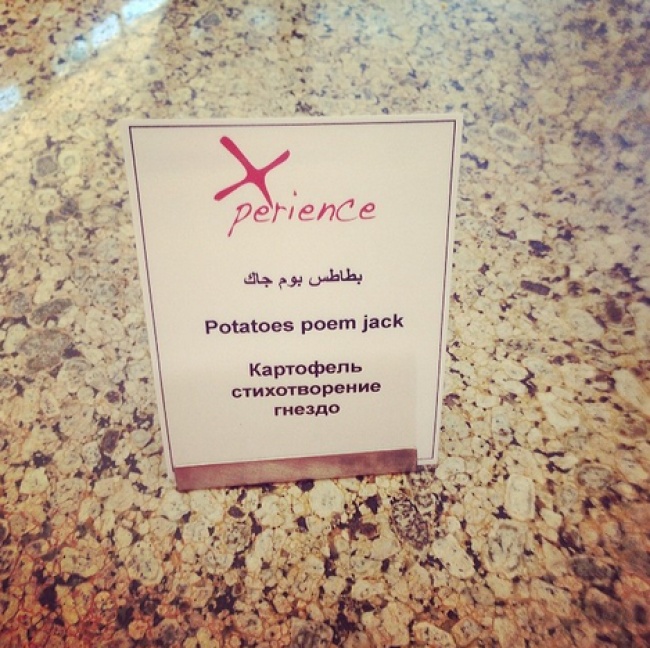 Xperience
بطاطس بوم جاك
Potatoes poem jack
Картофель
стихотворение
гнездо